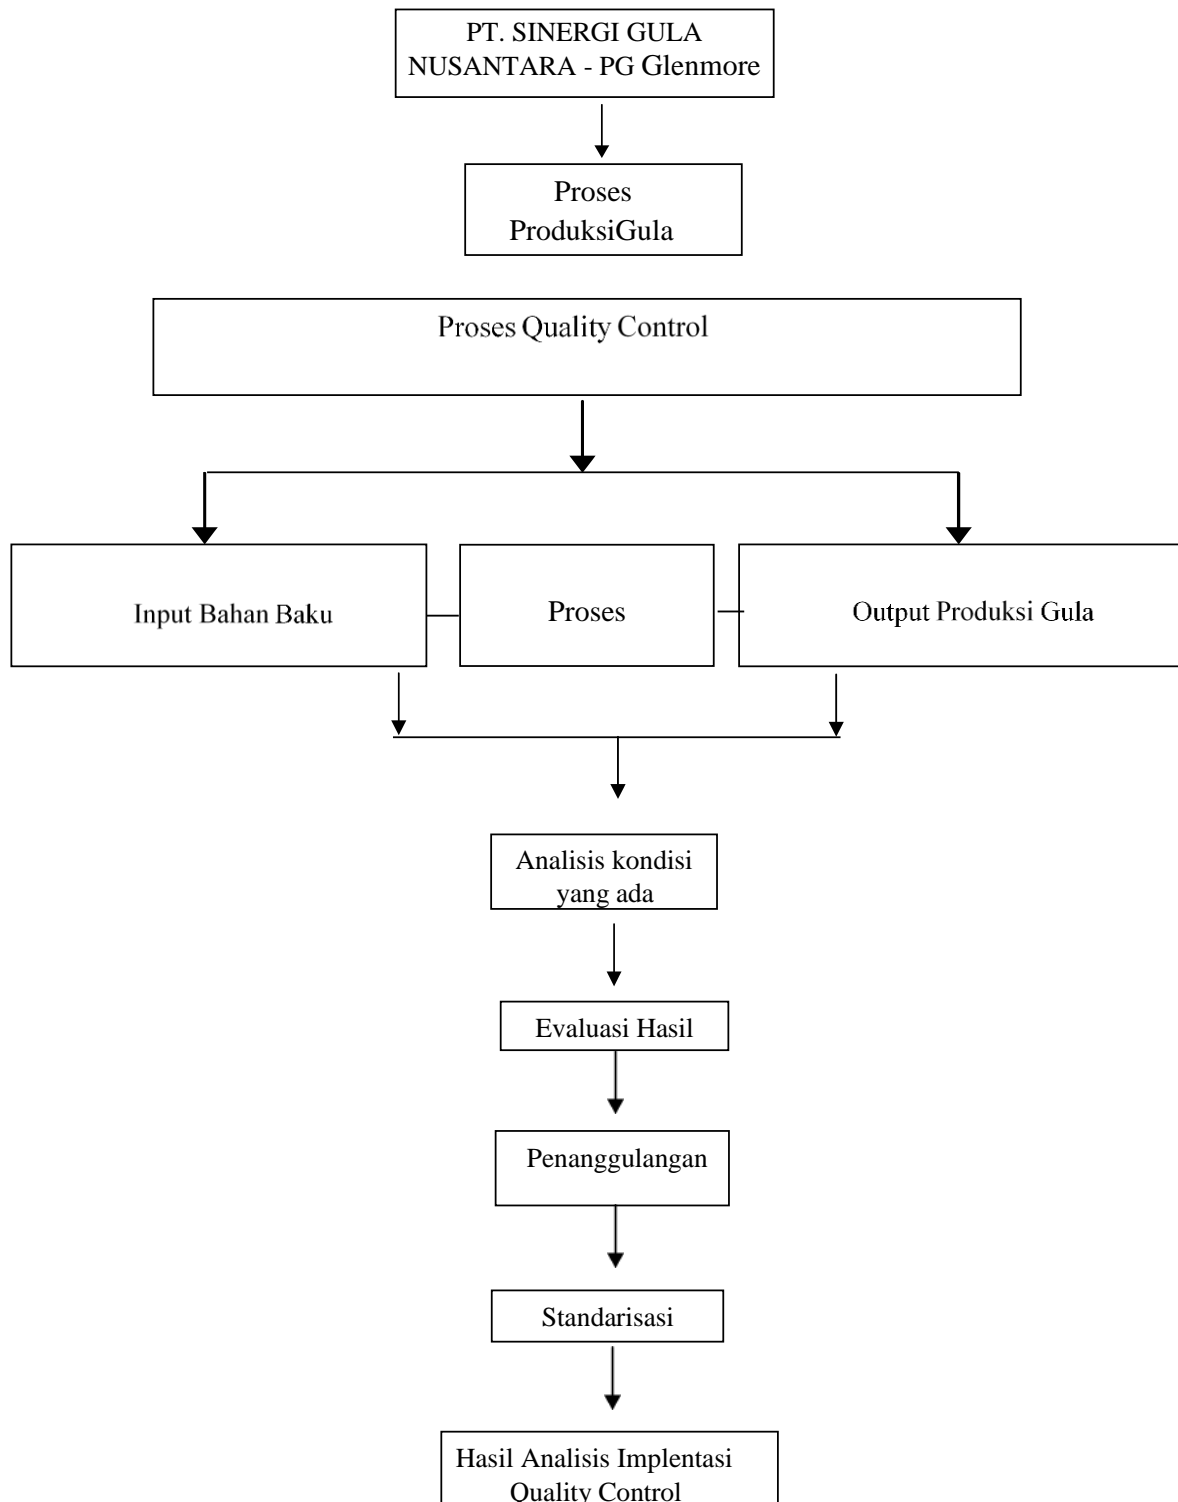 PT. SINERGI GULA
NUSANTARA - PG Glenmore
Proses
ProduksiGula
Proses Quality Control
Input Bahan Baku
Proses
Output Produksi Gula
Analisis kondisi
yang ada
Evaluasi Hasil
Penanggulangan
Standarisasi
Hasil Analisis Implentasi
Quality Control